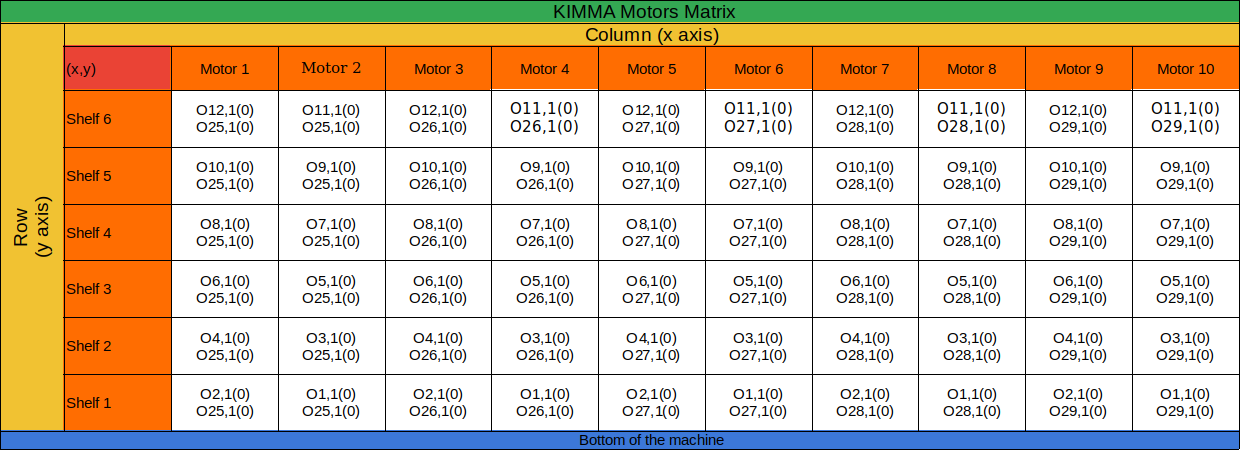 KIMMA Motors Matrix
Column (x axis)
Row
(y axis)
(x,y) Motor 1 Motor 2 Motor 3 Motor 4 Motor 5 Motor 6 Motor 7 Motor 8 Motor 9 Motor 10
Shelf 6
O12,1(0) O11,1(0) O12,1(0) O11,1(0) O12,1(0) O11,1(0) O12,1(0) O11,1(0) O12,1(0) O11,1(0)
O25,1(0) O25,1(0) O26,1(0) O26,1(0) O27,1(0) O27,1(0) O28,1(0) O28,1(0) O29,1(0) O29,1(0)
Shelf 5
O10,1(0) O9,1(0) O10,1(0) O9,1(0) O10,1(0) O9,1(0) O10,1(0) O9,1(0) O10,1(0) O9,1(0)
O25,1(0) O25,1(0) O26,1(0) O26,1(0) O27,1(0) O27,1(0) O28,1(0) O28,1(0) O29,1(0) O29,1(0)
Shelf 4
O8,1(0) O7,1(0) O8,1(0) O7,1(0) O8,1(0) O7,1(0) O8,1(0) O7,1(0) O8,1(0) O7,1(0)
O25,1(0) O25,1(0) O26,1(0) O26,1(0) O27,1(0) O27,1(0) O28,1(0) O28,1(0) O29,1(0) O29,1(0)
Shelf 3
O6,1(0) O5,1(0) O6,1(0) O5,1(0) O6,1(0) O5,1(0) O6,1(0) O5,1(0) O6,1(0) O5,1(0)
O25,1(0) O25,1(0) O26,1(0) O26,1(0) O27,1(0) O27,1(0) O28,1(0) O28,1(0) O29,1(0) O29,1(0)
Shelf 2
O4,1(0) O3,1(0) O4,1(0) O3,1(0) O4,1(0) O3,1(0) O4,1(0) O3,1(0) O4,1(0) O3,1(0)
O25,1(0) O25,1(0) O26,1(0) O26,1(0) O27,1(0) O27,1(0) O28,1(0) O28,1(0) O29,1(0) O29,1(0)
Shelf 1
O2,1(0) O1,1(0) O2,1(0) O1,1(0) O2,1(0) O1,1(0) O2,1(0) O1,1(0) O2,1(0) O1,1(0)
O25,1(0) O25,1(0) O26,1(0) O26,1(0) O27,1(0) O27,1(0) O28,1(0) O28,1(0) O29,1(0) O29,1(0)
Bottom of the machine